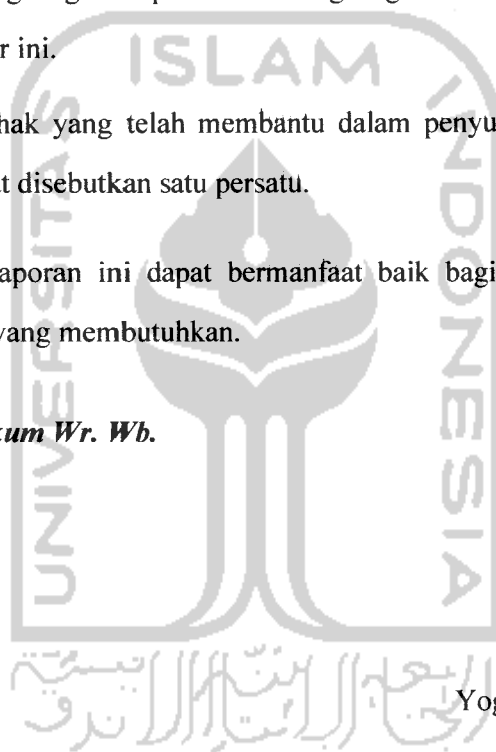 r ini.
ISLAM
hak yang telah membantu dalam penyu
t disebutkan satu persatu.
UNIVERSITAS
INDONESIA
aporan ini dapat bermanfaat baik bagi
yang membutuhkan.
kum Wr. Wb.
Yog